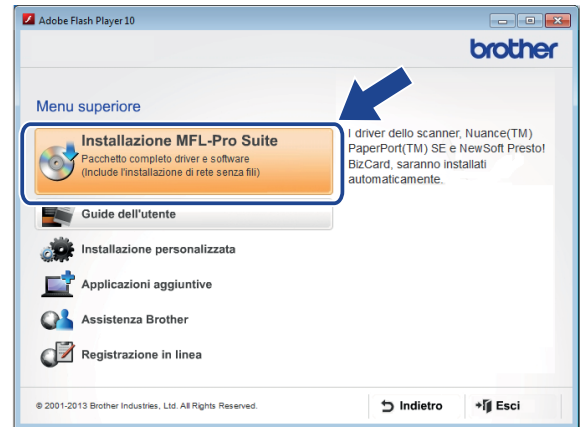 Adobe Flash Player 10
brother
Menu superiore
Installazione MFL-Pro Suite
Pacchetto completo driver e software
(Include l'installazione di rete senza fili)
I driver dello scanner, Nuance(TM)
PaperPort(TM) SE e NewSoft Presto!
BizCard, saranno installati
automaticamente.
Guide dell'utente
Installazione personalizzata
Applicazioni aggiuntive
Assistenza Brother
Registrazione in linea
© 2001-2013 Brother Industries, Ltd. All Rights Reserved.
Indietro
Esci